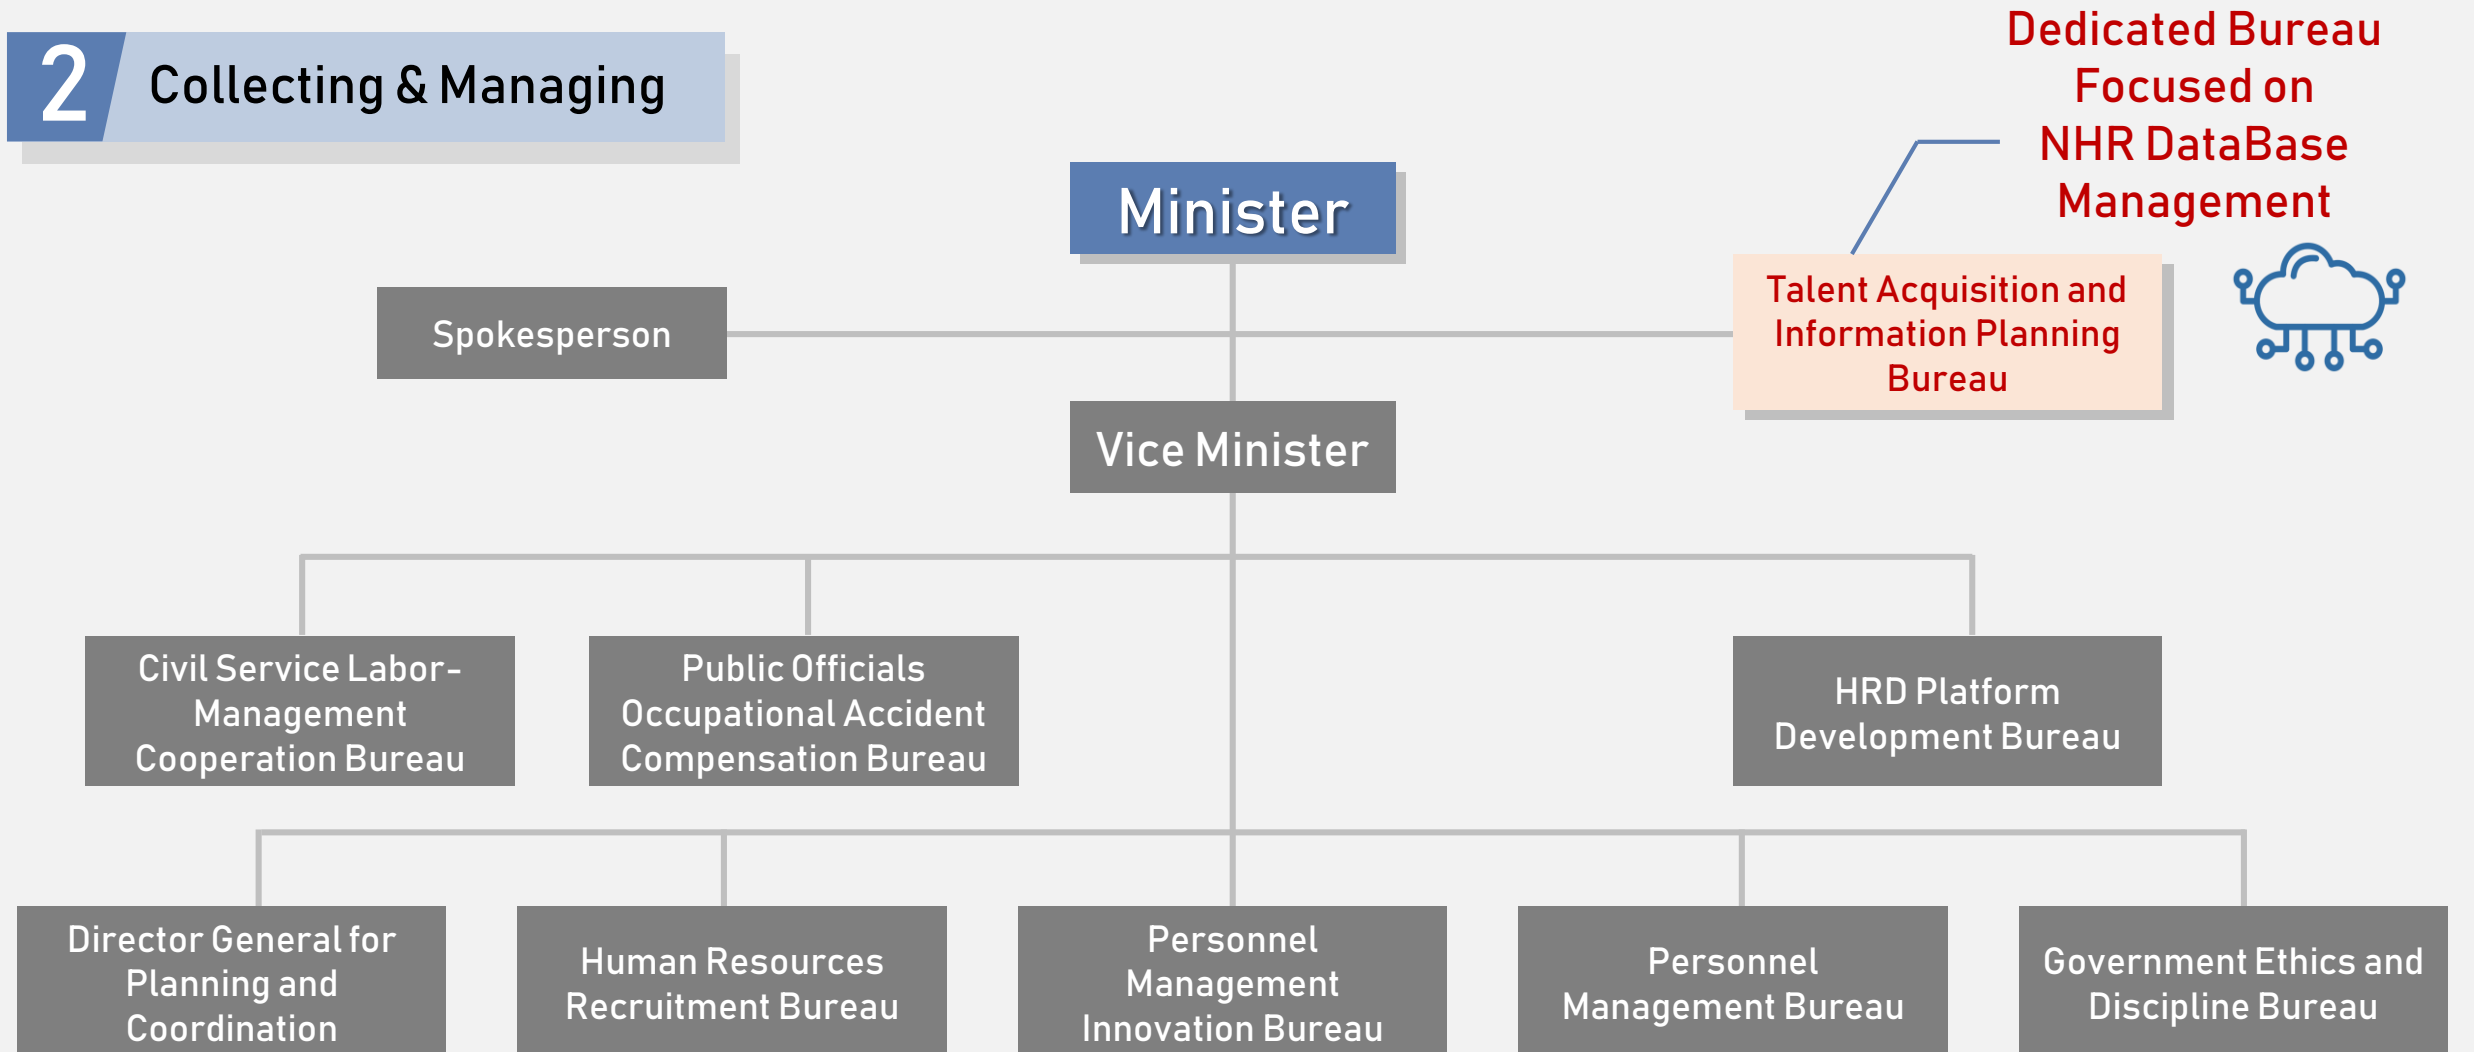 2
Collecting & Managing
Dedicated Bureau
Focused on
NHR DataBase
Management
Minister
Spokesperson
Talent Acquisition and
Information Planning
Bureau
Vice Minister
Civil Service Labor-
Management
Cooperation Bureau
Public Officials
Occupational Accident
Compensation Bureau
HRD Platform
Development Bureau
Director General for
Planning and
Coordination
Human Resources
Recruitment Bureau
Personnel
Management
Innovation Bureau
Personnel
Management Bureau
Government Ethics and
Discipline Bureau